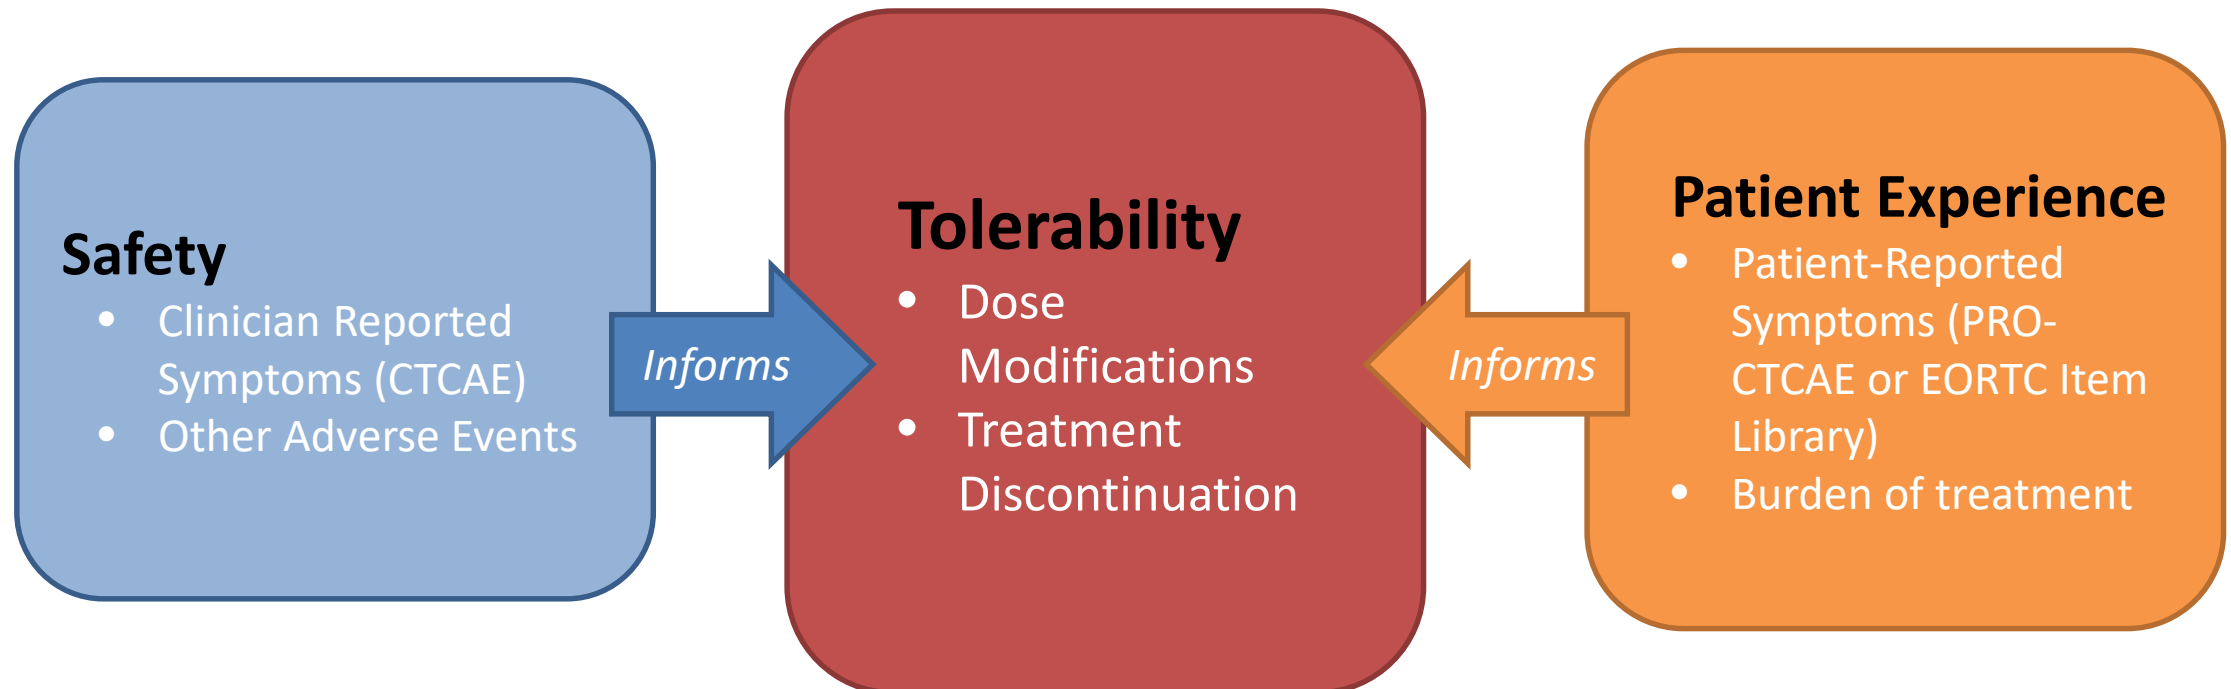 Safety
• Clinician Reported
Symptoms (CTCAE)
• Other Adverse Events
Informs
Tolerability
• Dose
Modifications
• Treatment
Discontinuation
Informs
Patient Experience
• Patient-Reported
Symptoms (PRO-
CTCAE or EORTC Item
Library)
• Burden of treatment